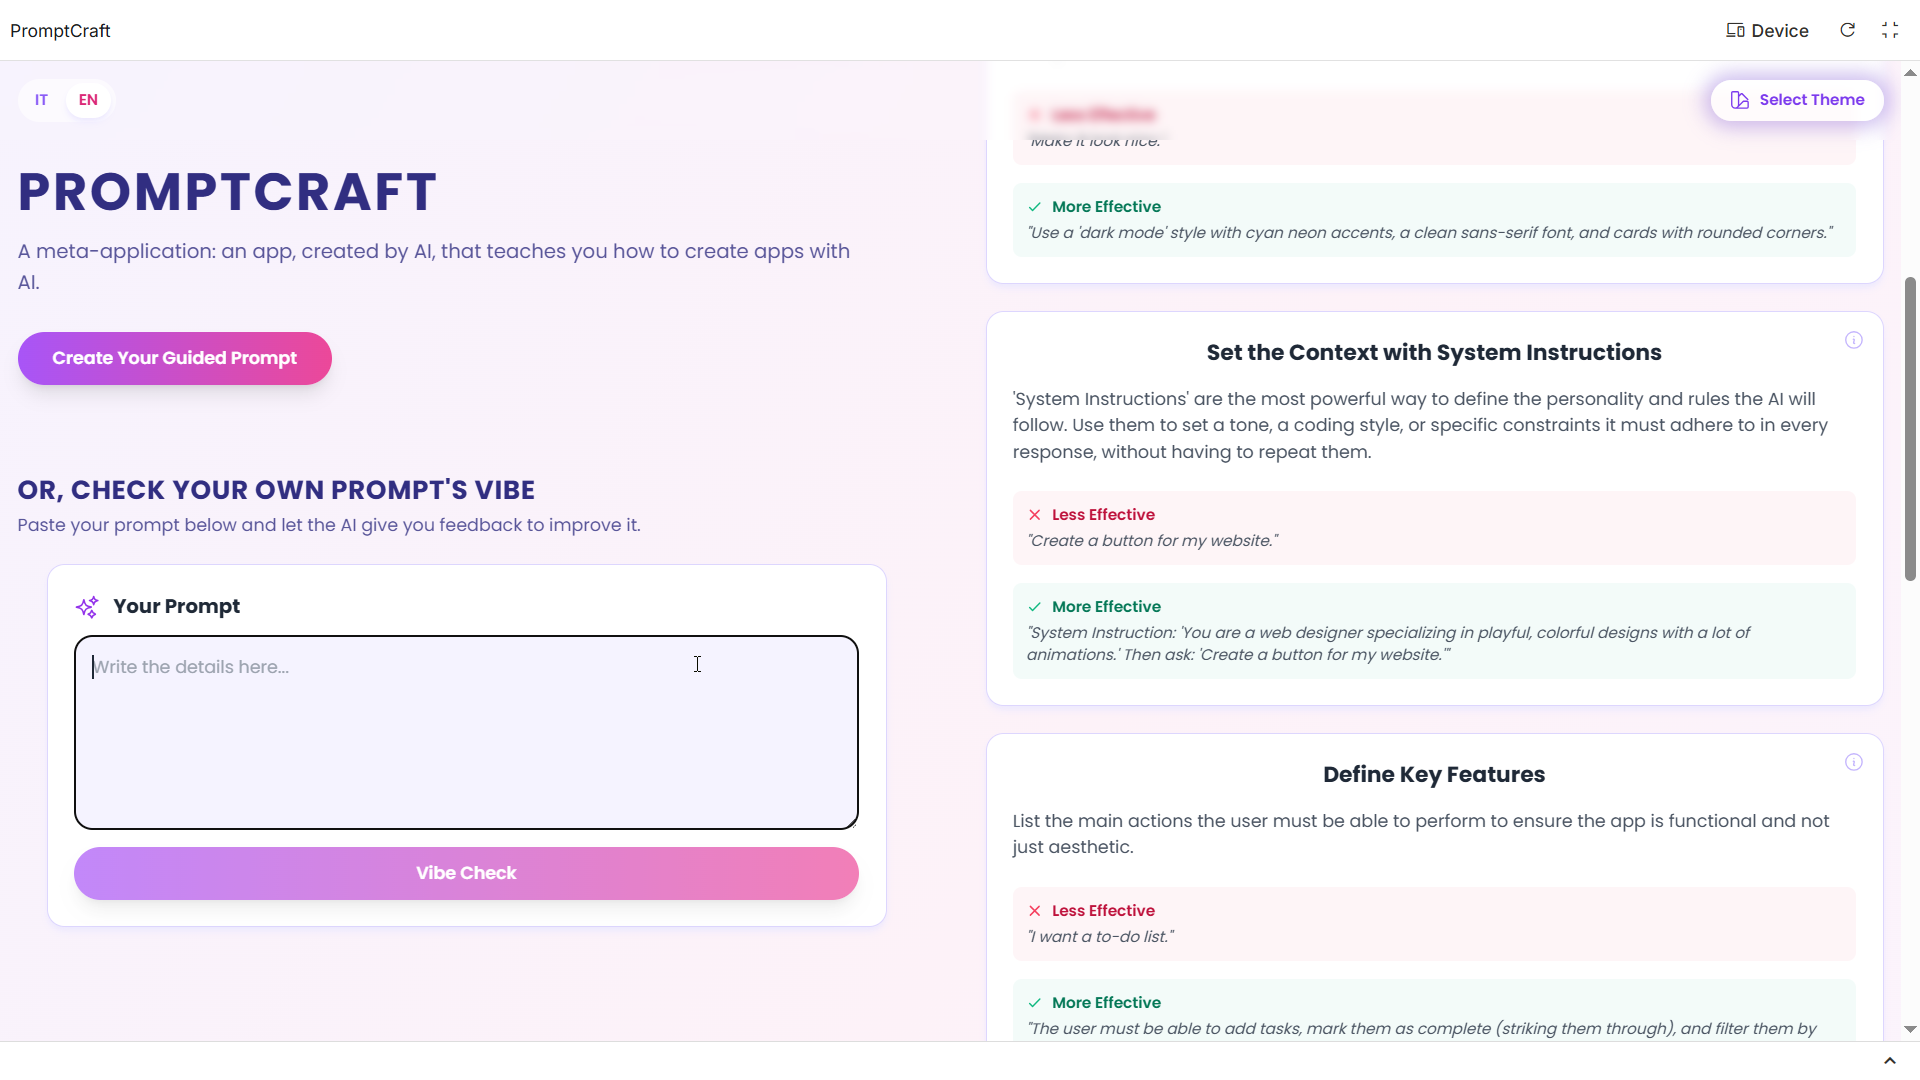 PromptCraft
Device
IT
EN
Select Theme
PROMPTCRAFT
A meta-application: an app, created by AI, that teaches you how to create apps with
AI.
Create Your Guided Prompt
OR, CHECK YOUR OWN PROMPT'S VIBE
Paste your prompt below and let the AI give you feedback to improve it.
Your Prompt
Write the details here...
Vibe Check
Less Effective
"Make it look nice."
More Effective
"Use a 'dark mode' style with cyan neon accents, a clean sans-serif font, and cards with rounded corners."
Set the Context with System Instructions
'System Instructions' are the most powerful way to define the personality and rules the AI will
follow. Use them to set a tone, a coding style, or specific constraints it must adhere to in every
response, without having to repeat them.
Less Effective
"Create a button for my website."
More Effective
"System Instruction: 'You are a web designer specializing in playful, colorful designs with a lot of
animations.' Then ask: 'Create a button for my website.'"
Define Key Features
List the main actions the user must be able to perform to ensure the app is functional and not
just aesthetic.
Less Effective
"I want a to-do list."
More Effective
"The user must be able to add tasks, mark them as complete (striking them through), and filter them by